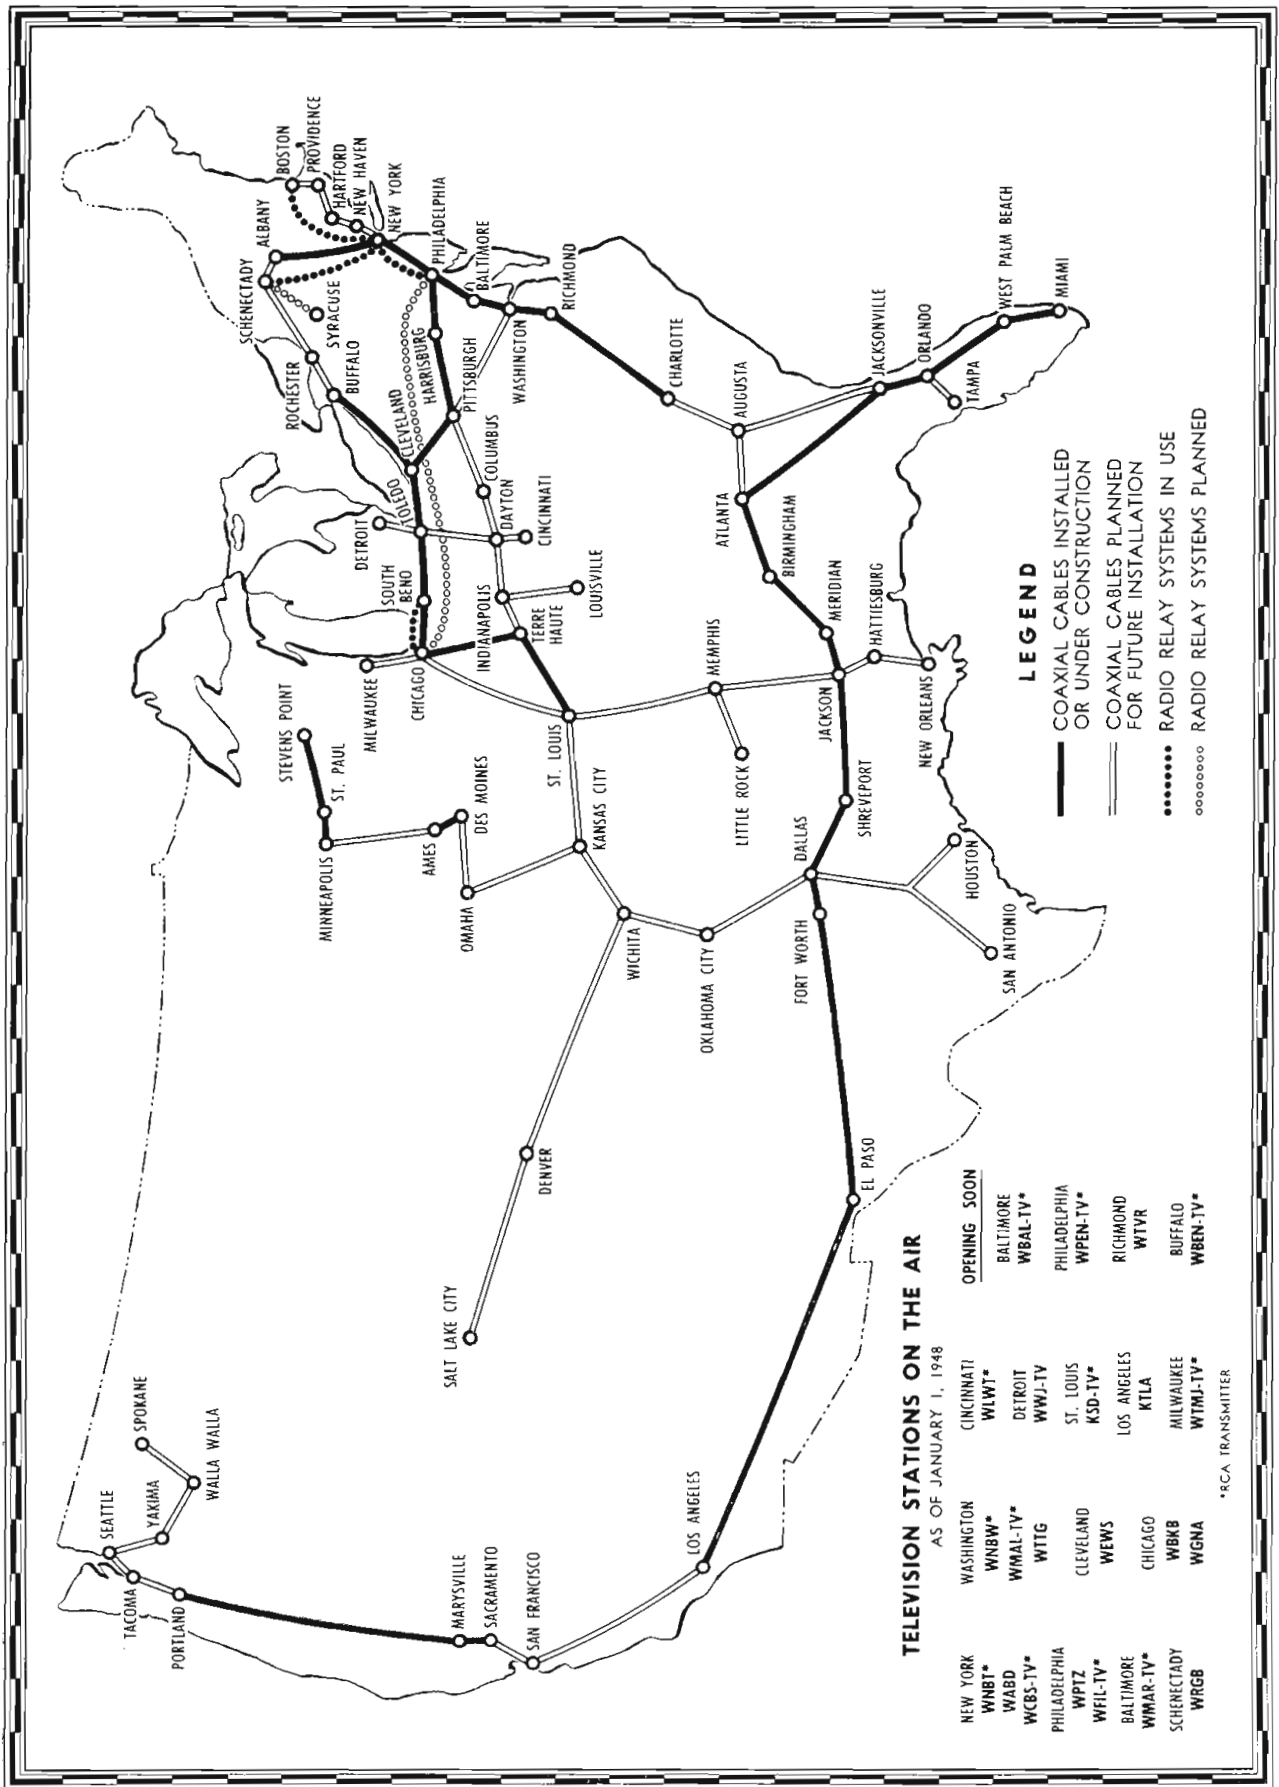 SEATTLE
TACOMA
YAKIMA
SPOKANE
WALLA WALLA
PORTLAND
MARYSVILLE
SACRAMENTO
SAN FRANCISCO
LOS ANGELES
SALT LAKE CITY
DENVER
EL PASO
MINNEAPOLIS
ST. PAUL
STEVENS POINT
AMES
DES MOINES
OMAHA
KANSAS CITY
WICHITA
OKLAHOMA CITY
FORT WORTH
DALLAS
SAN ANTONIO
HOUSTON
SHREVEPORT
LITTLE ROCK
MEMPHIS
JACKSON
NEW ORLEANS
HATTIESBURG
MERIDIAN
BIRMINGHAM
ATLANTA
AUGUSTA
CHARLOTTE
JACKSONVILLE
ORLANDO
TAMPA
WEST PALM BEACH
MIAMI
MILWAUKEE
CHICAGO
ST. LOUIS
SOUTH
BEND
INDIANAPOLIS
TERRE
HAUTE
LOUISVILLE
DETROIT
TOLEDO
DAYTON
CINCINNATI
COLUMBUS
CLEVELAND
PITTSBURGH
HARRISBURG
ROCHESTER
BUFFALO
SYRACUSE
SCHENECTADY
ALBANY
BOSTON
PROVIDENCE
HARTFORD
NEW HAVEN
NEW YORK
PHILADELPHIA
BALTIMORE
WASHINGTON
RICHMOND
LEGEND
COAXIAL CABLES INSTALLED
OR UNDER CONSTRUCTION
COAXIAL CABLES PLANNED
FOR FUTURE INSTALLATION
RADIO RELAY SYSTEMS IN USE
RADIO RELAY SYSTEMS PLANNED
TELEVISION STATIONS ON THE AIR
AS OF JANUARY 1, 1948
NEW YORK
WNBT*
WABD
WCBS-TV*
PHILADELPHIA
WPTZ
WFIL-TV*
BALTIMORE
WMAR-TV*
SCHENECTADY
WRGB
WASHINGTON
WNBW*
WMAL-TV*
WTTG
CLEVELAND
WEWS
CHICAGO
WBKB
WGNA
CINCINNATI
WLWT*
DETROIT
WWJ-TV
ST. LOUIS
KSD-TV*
LOS ANGELES
KTLA
MILWAUKEE
WTMJ-TV*
OPENING SOON
BALTIMORE
WBAL-TV*
PHILADELPHIA
WPEN-TV*
RICHMOND
WTVR
BUFFALO
WBEN-TV*
*RCA TRANSMITTER